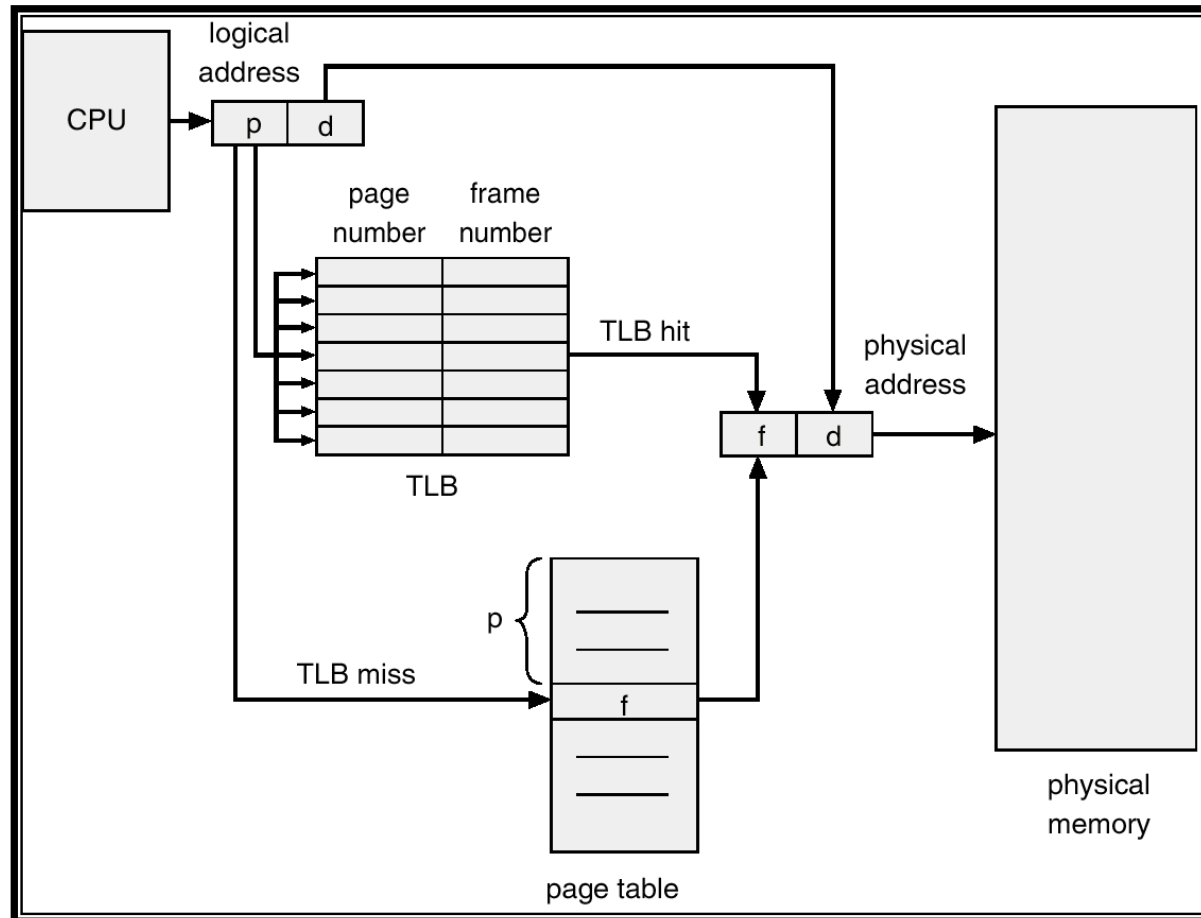 logical
address
CPU
p
d
page
number
frame
number
TLB hit
physical
address
f
d
TLB
p
TLB miss
f
physical
memory
page table